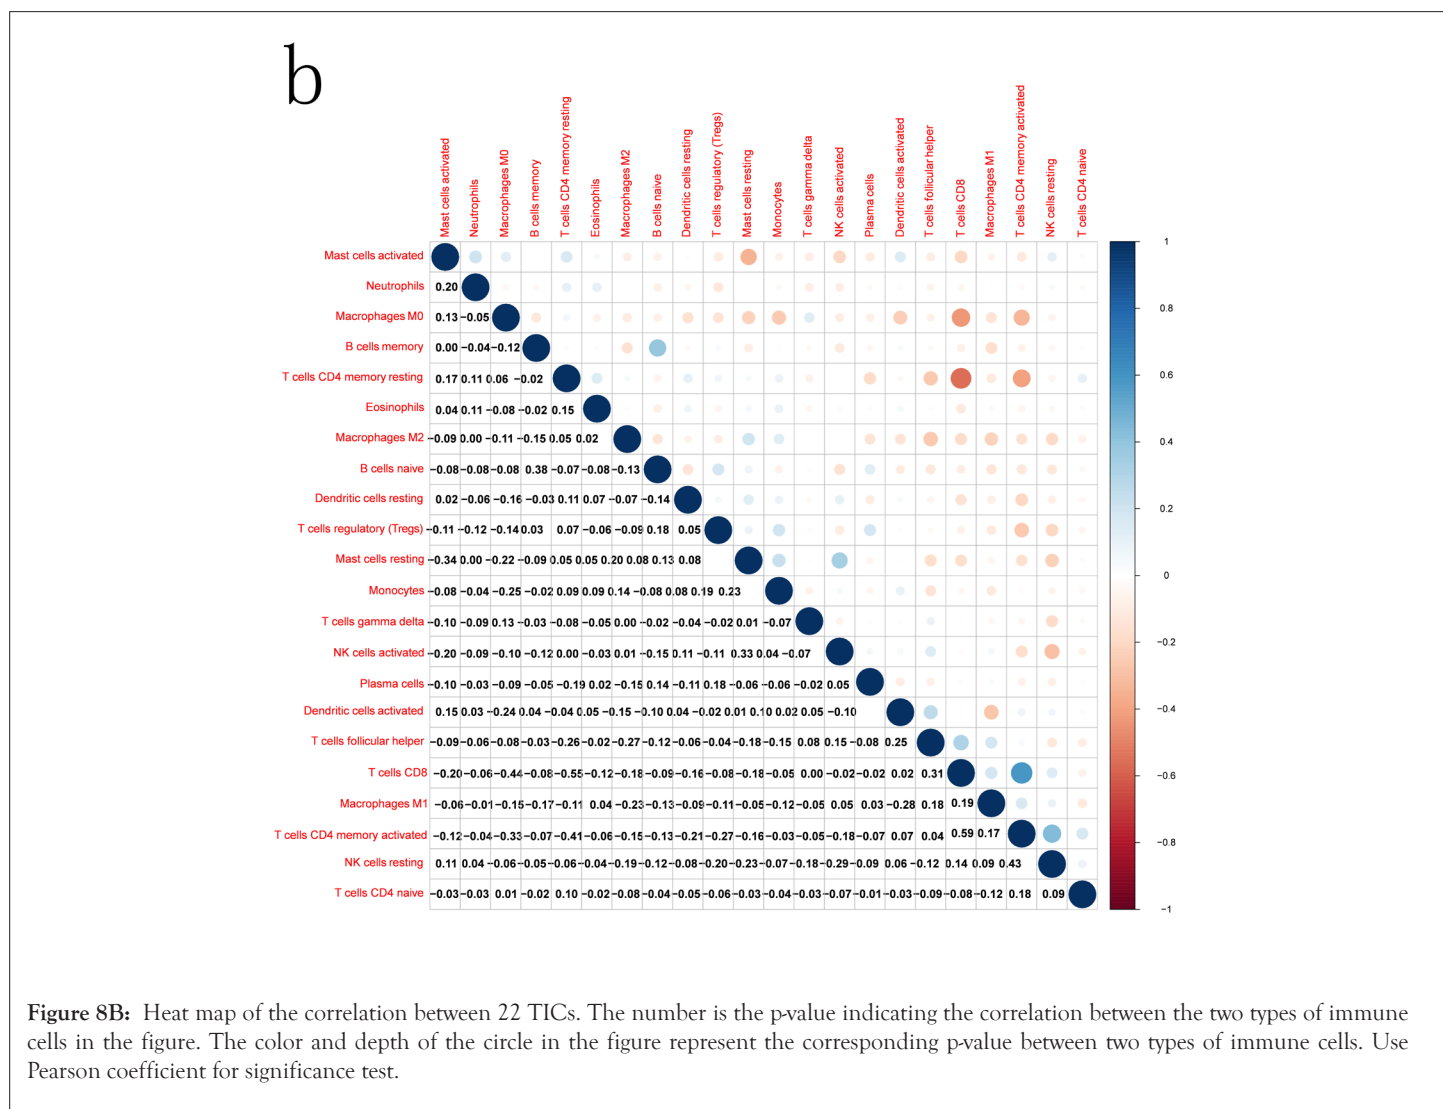 b
Mast cells activated
Neutrophils
Macrophages M0
B cells memory
T cells CD4 memory resting
Eosinophils
Macrophages M2
B cells naive
Dendritic cells resting
T cells regulatory (Tregs)
Mast cells resting
Monocytes
T cells gamma delta
NK cells activated
Plasma cells
Dendritic cells activated
T cells follicular helper
T cells CD8
Macrophages M1
T cells CD4 memory activated
NK cells resting
T cells CD4 naive
Mast cells activated
Neutrophils 0.20
Macrophages M0 0.13 −0.05
B cells memory 0.00 −0.04 −0.12
T cells CD4 memory resting 0.17 0.11 0.06 −0.02
Eosinophils 0.04 0.11 −0.08 −0.02 0.15
Macrophages M2 −0.09 0.00 −0.11 −0.15 0.05 0.02
B cells naive −0.08 −0.08 −0.08 0.38 −0.07 −0.08 −0.13
Dendritic cells resting 0.02 −0.06 −0.16 −0.03 0.11 0.07 −0.07 −0.14
T cells regulatory (Tregs) −0.11 −0.12 −0.14 0.03 0.07 −0.06 −0.09 0.18 0.05
Mast cells resting −0.34 0.00 −0.22 −0.09 0.05 0.05 0.20 0.08 0.13 0.08
Monocytes −0.08 −0.04 −0.25 −0.02 0.09 0.09 0.14 −0.08 0.08 0.19 0.23
T cells gamma delta −0.10 −0.09 0.13 −0.03 −0.08 −0.05 0.00 −0.02 −0.04 −0.02 0.01 −0.07
NK cells activated −0.20 −0.09 −0.10 −0.12 0.00 −0.03 0.01 −0.15 0.11 −0.11 0.33 0.04 −0.07
Plasma cells −0.10 −0.03 −0.09 −0.05 −0.19 0.02 −0.15 0.14 −0.11 0.18 −0.06 −0.06 −0.02 0.05
Dendritic cells activated 0.15 0.03 −0.24 0.04 −0.04 0.05 −0.15 −0.10 0.04 −0.02 0.01 0.10 0.02 0.05 −0.10
T cells follicular helper −0.09 −0.06 −0.08 −0.03 −0.26 −0.02 −0.27 −0.12 −0.06 −0.04 −0.18 −0.15 0.08 0.15 −0.08 0.25
T cells CD8 −0.20 −0.06 −0.44 −0.08 −0.55 −0.12 −0.18 −0.09 −0.16 −0.08 −0.18 −0.05 0.00 −0.02 −0.02 0.02 0.31
Macrophages M1 −0.06 −0.01 −0.15 −0.17 −0.11 0.04 −0.23 −0.13 −0.09 −0.11 −0.05 −0.12 −0.05 0.05 0.03 −0.28 0.18 0.19
T cells CD4 memory activated −0.12 −0.04 −0.33 −0.07 −0.41 −0.06 −0.15 −0.13 −0.21 −0.27 −0.16 −0.03 −0.05 −0.18 −0.07 0.07 0.04 0.59 0.17
NK cells resting 0.11 0.04 −0.06 −0.05 −0.06 −0.04 −0.19 −0.12 −0.08 −0.20 −0.23 −0.07 −0.18 −0.29 −0.09 0.06 −0.12 0.14 0.09 0.43
T cells CD4 naive −0.03 −0.03 0.01 −0.02 0.10 −0.02 −0.08 −0.04 −0.05 −0.06 −0.03 −0.04 −0.03 −0.07 −0.01 −0.03 −0.09 −0.08 −0.12 0.18 0.09
1
0.8
0.6
0.4
0.2
0
−0.2
−0.4
−0.6
−0.8
−1
Figure 8B: Heat map of the correlation between 22 TICs. The number is the p-value indicating the correlation between the two types of immune
cells in the figure. The color and depth of the circle in the figure represent the corresponding p-value between two types of immune cells. Use
Pearson coefficient for significance test.